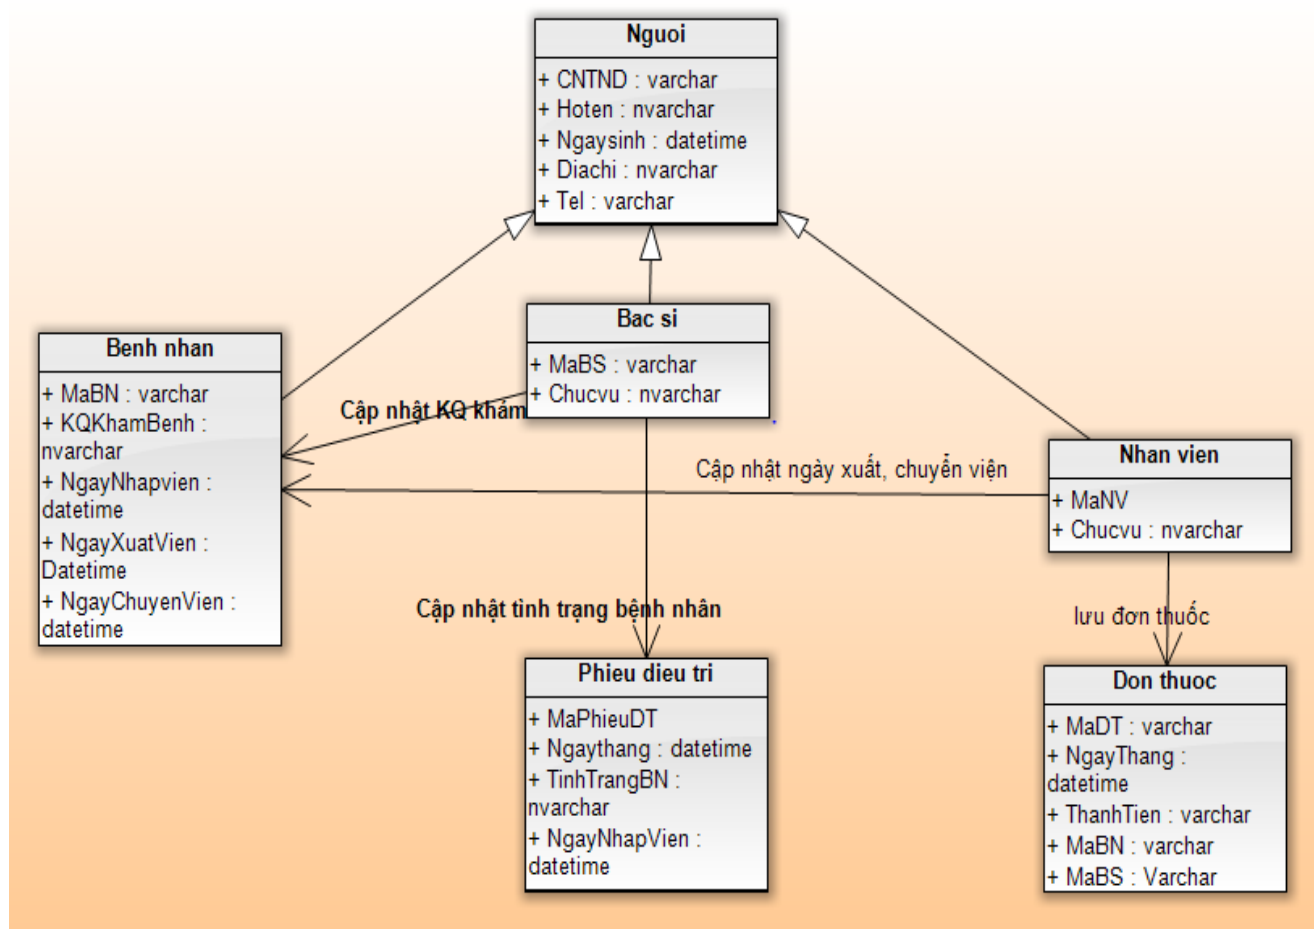 Nguoi
+ CNTND : varchar
+ Hoten : nvarchar
+ Ngaysinh : datetime
+ Diachi : nvarchar
+ Tel : varchar
Bac si
+ MaBS : varchar
+ Chucvu : nvarchar
Benh nhan
+ MaBN : varchar
+ KQKhamBenh :
nvarchar
+ NgayNhapvien :
datetime
+ NgayXuatVien :
Datetime
+ NgayChuyenVien :
datetime
Cập nhật KQ khám
Nhan vien
+ MaNV
+ Chucvu : nvarchar
Cập nhật ngày xuất, chuyển viện
Cập nhật tình trạng bệnh nhân
lưu đơn thuốc
Phieu dieu tri
+ MaPhieuDT
+ Ngaythang : datetime
+ TinhTrangBN :
nvarchar
+ NgayNhapVien :
datetime
Don thuoc
+ MaDT : varchar
+ NgayThang :
datetime
+ ThanhTien : varchar
+ MaBN : varchar
+ MaBS : Varchar